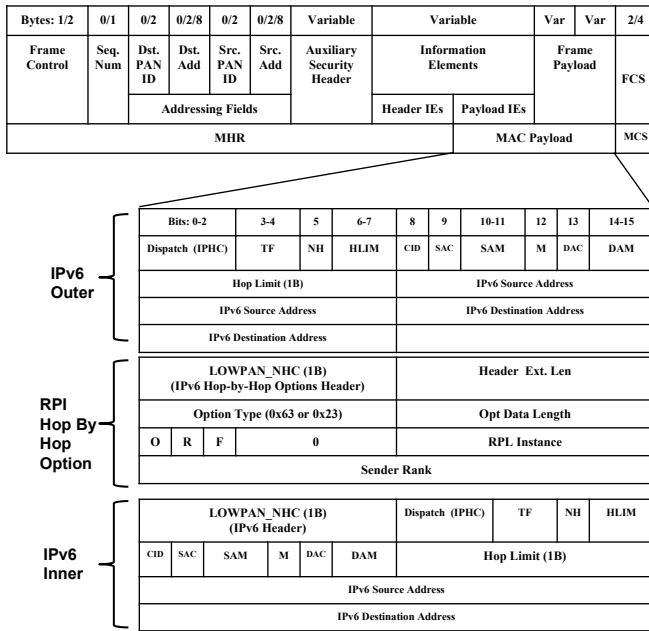 Bytes: 1/2 0/1 0/2 0/2/8 0/2 0/2/8 Variable Variable Var Var 2/4
Frame Control Seq. Num Dst. PAN ID Dst. Add Src. PAN ID Src. Add Auxiliary Security Header Information Elements Frame Payload FCS
Addressing Fields Header IEs Payload IEs
MHR MAC Payload MCS
IPv6 Outer
Bits: 0-2 3-4 5 6-7 8 9 10-11 12 13 14-15
Dispatch (IPHC) TF NH HLIM CID SAC SAM M DAC DAM
Hop Limit (1B) IPv6 Source Address
IPv6 Source Address IPv6 Destination Address
IPv6 Destination Address
RPI Hop By Hop Option
LOWPAN_NHC (1B) Header Ext. Len
(IPv6 Hop-by-Hop Options Header)
Option Type (0x63 or 0x23) Opt Data Length
O R F 0 RPL Instance
Sender Rank
IPv6 Inner
LOWPAN_NHC (1B) Dispatch (IPHC) TF NH HLIM
(IPv6 Header)
CID SAC SAM M DAC DAM Hop Limit (1B)
IPv6 Source Address
IPv6 Destination Address